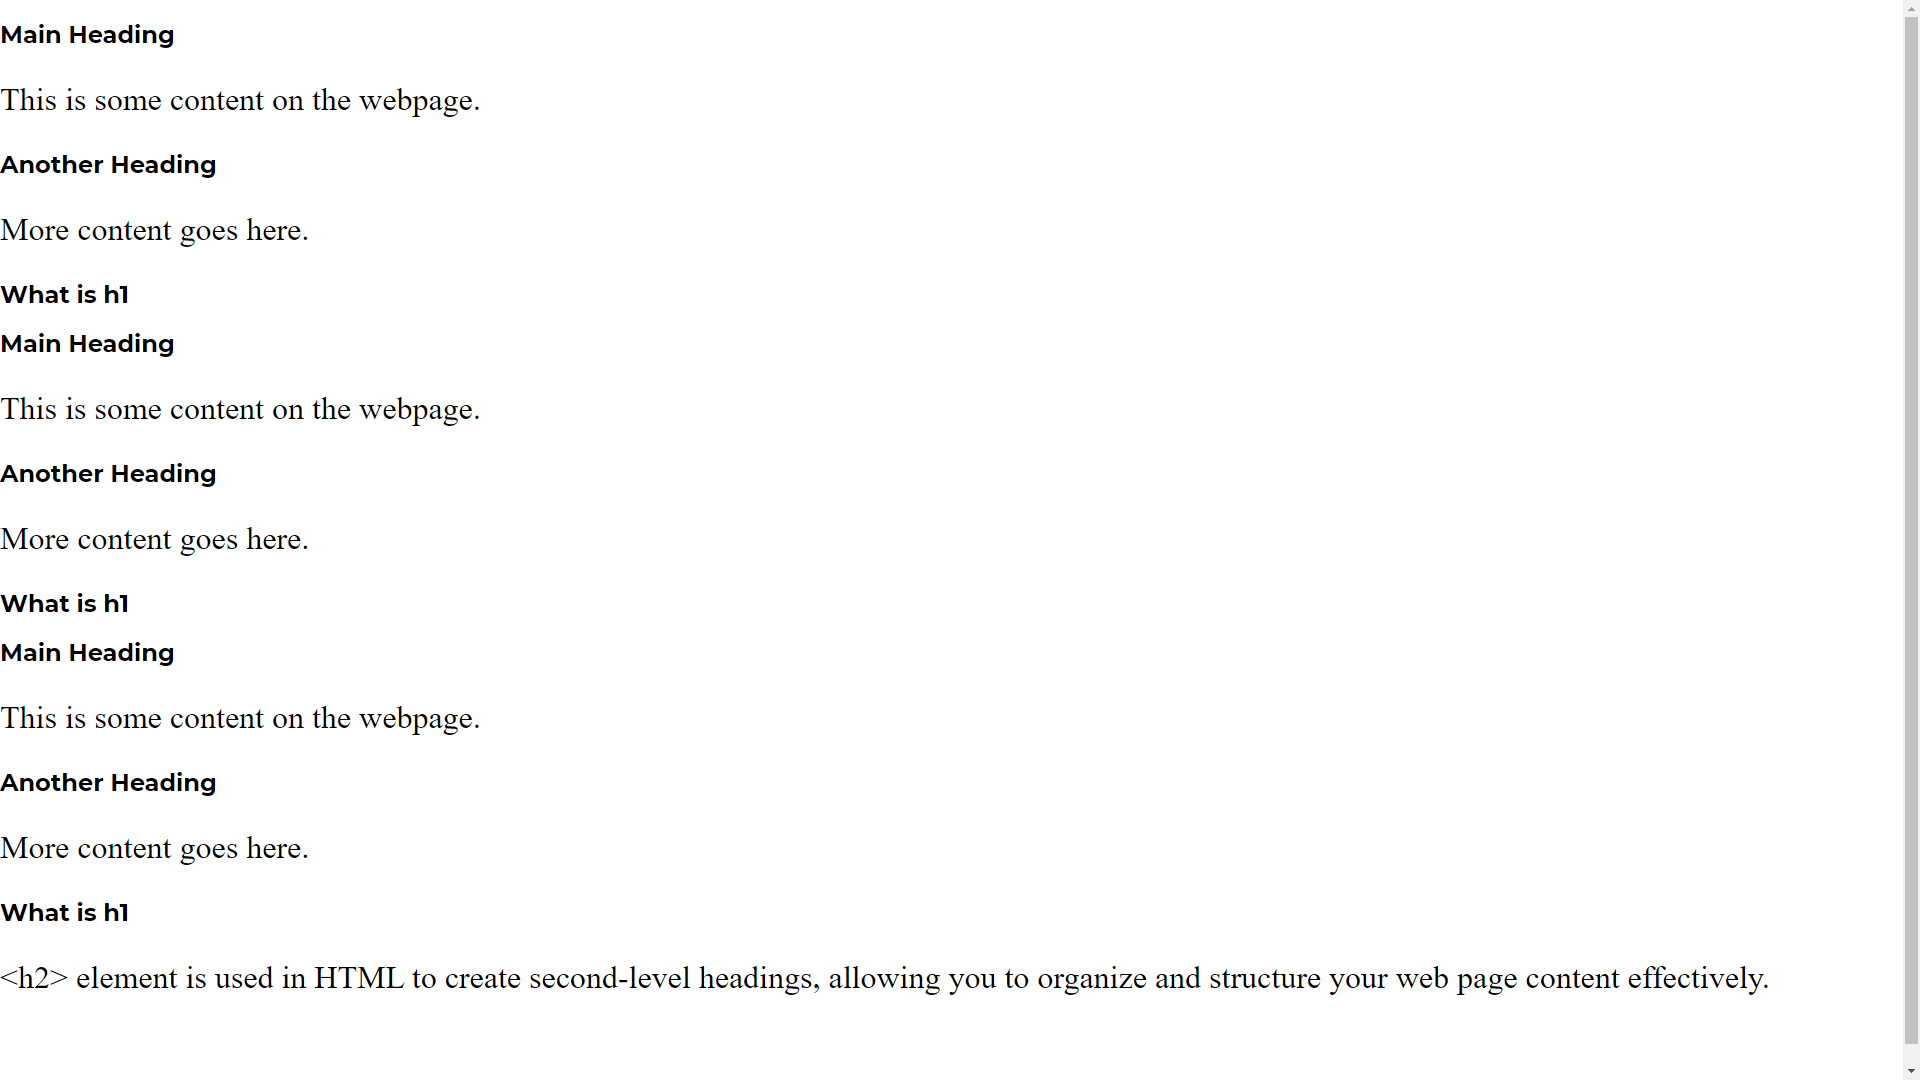 Main Heading
This is some content on the webpage.
Another Heading
More content goes here.
What is h1
Main Heading
This is some content on the webpage.
Another Heading
More content goes here.
What is h1
Main Heading
This is some content on the webpage.
Another Heading
More content goes here.
What is h1
<h2> element is used in HTML to create second-level headings, allowing you to organize and structure your web page content effectively.